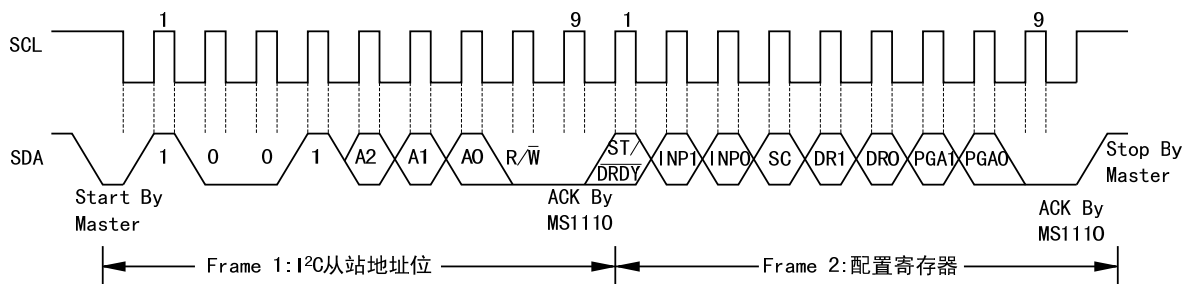 1 9 1 9
SCL
SDA
1 0 0 1 A2 A1 A0 R/W̅ ST/ INP1 INP0 SC DR1 DR0 PGA1 PGA0
D̅R̅D̅Y̅
Start By
Master
ACK By
MS1110
ACK By
MS1110
Stop By
Master
Frame 1:I²C从站地址位
Frame 2:配置寄存器